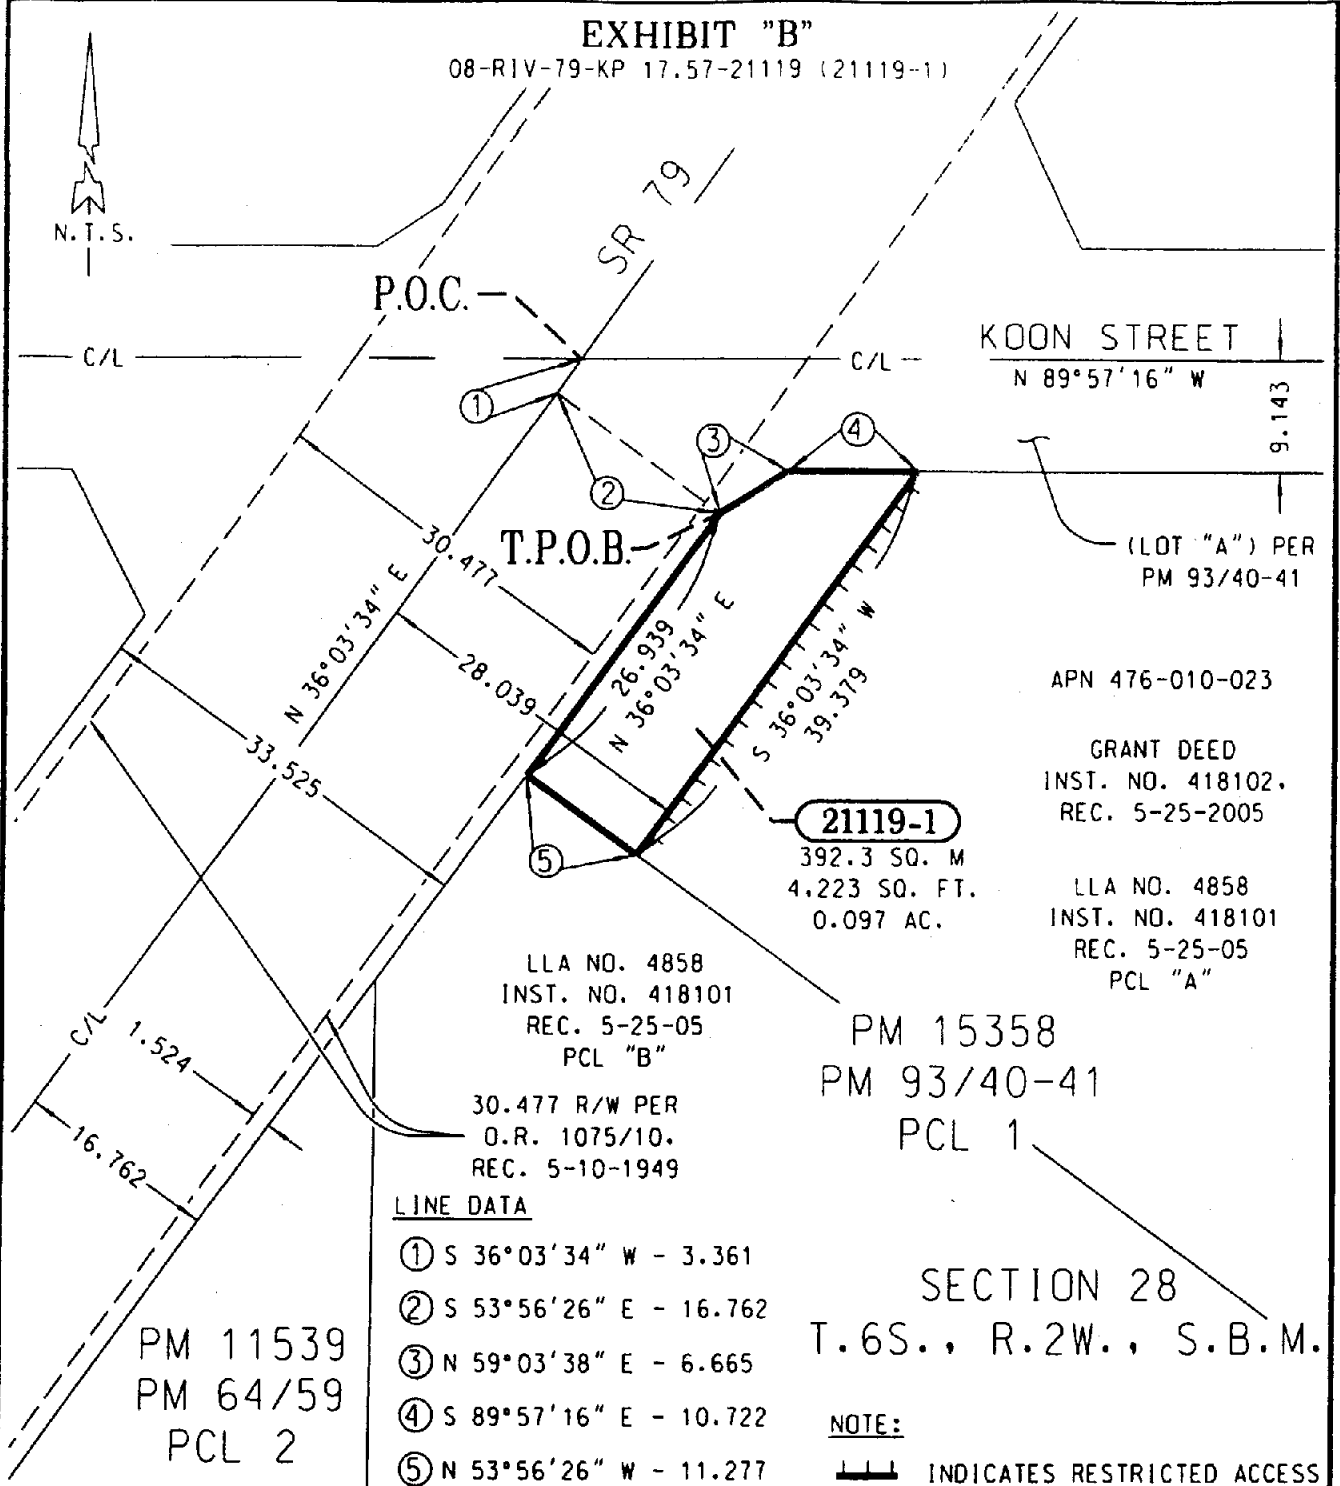 EXHIBIT "B"
08-RIV-79-KP 17.57-21119 (21119-1)
N.T.S.
SR 79
P.O.C.
C/L
C/L
KOON STREET
N 89°57'16" W
9.143
①
②
③
④
T.P.O.B.
(LOT "A") PER
PM 93/40-41
30.477
N 36°03'34" E
28.039
33.525
26.939
N 36°03'34" E
S 36°03'34" W
39.379
APN 476-010-023
GRANT DEED
INST. NO. 418102,
REC. 5-25-2005
21119-1
392.3 SQ. M
4,223 SQ. FT.
0.097 AC.
⑤
LLA NO. 4858
INST. NO. 418101
REC. 5-25-05
PCL "A"
LLA NO. 4858
INST. NO. 418101
REC. 5-25-05
PCL "B"
C/L
1.524
16.762
PM 15358
PM 93/40-41
PCL 1
30.477 R/W PER
O.R. 1075/10,
REC. 5-10-1949
LINE DATA
① S 36°03'34" W - 3.361
② S 53°56'26" E - 16.762
③ N 59°03'38" E - 6.665
④ S 89°57'16" E - 10.722
⑤ N 53°56'26" W - 11.277
SECTION 28
T.6S., R.2W., S.B.M.
PM 11539
PM 64/59
PCL 2
NOTE:
INDICATES RESTRICTED ACCESS